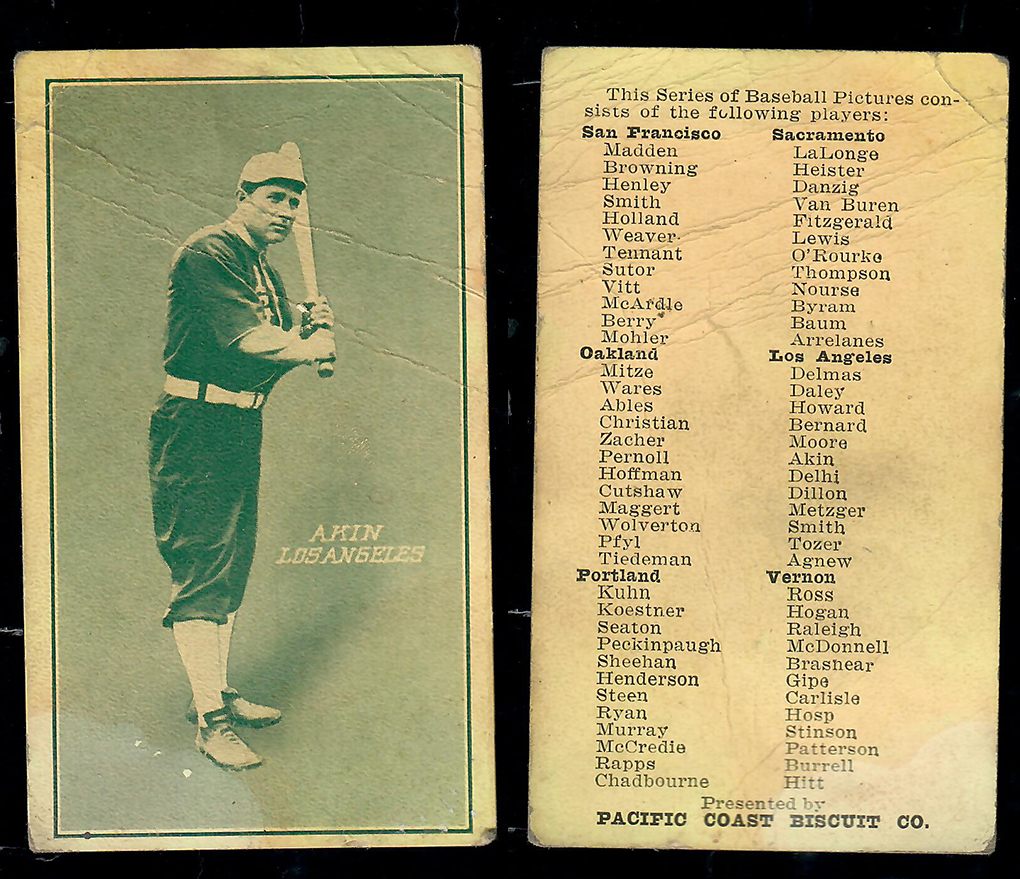 AKIN
LOS ANGELES
This Series of Baseball Pictures con-
sists of the following players:
San Francisco
Madden
Browning
Henley
Smith
Holland
Weaver
Tennant
Sutor
Vitt
McArdle
Berry
Mohler
Oakland
Mitze
Wares
Ables
Christian
Zacher
Pernoll
Hoffman
Cutshaw
Maggert
Wolverton
Pfyl
Tiedeman
Portland
Kuhn
Koestner
Seaton
Peckinpaugh
Sheehan
Henderson
Steen
Ryan
Murray
McCredie
Rapps
Chadbourne
Sacramento
LaLonge
Heister
Danzig
Van Buren
Fitzgerald
Lewis
O'Rourke
Thompson
Nourse
Byram
Baum
Arrelanes
Los Angeles
Delmas
Daley
Howard
Bernard
Moore
Akin
Delhi
Dillon
Metzger
Smith
Tozer
Agnew
Vernon
Ross
Hogan
Raleigh
McDonnell
Brashear
Gipe
Carlisle
Hosp
Stinson
Patterson
Burrell
Hitt
Presented by
PACIFIC COAST BISCUIT CO.